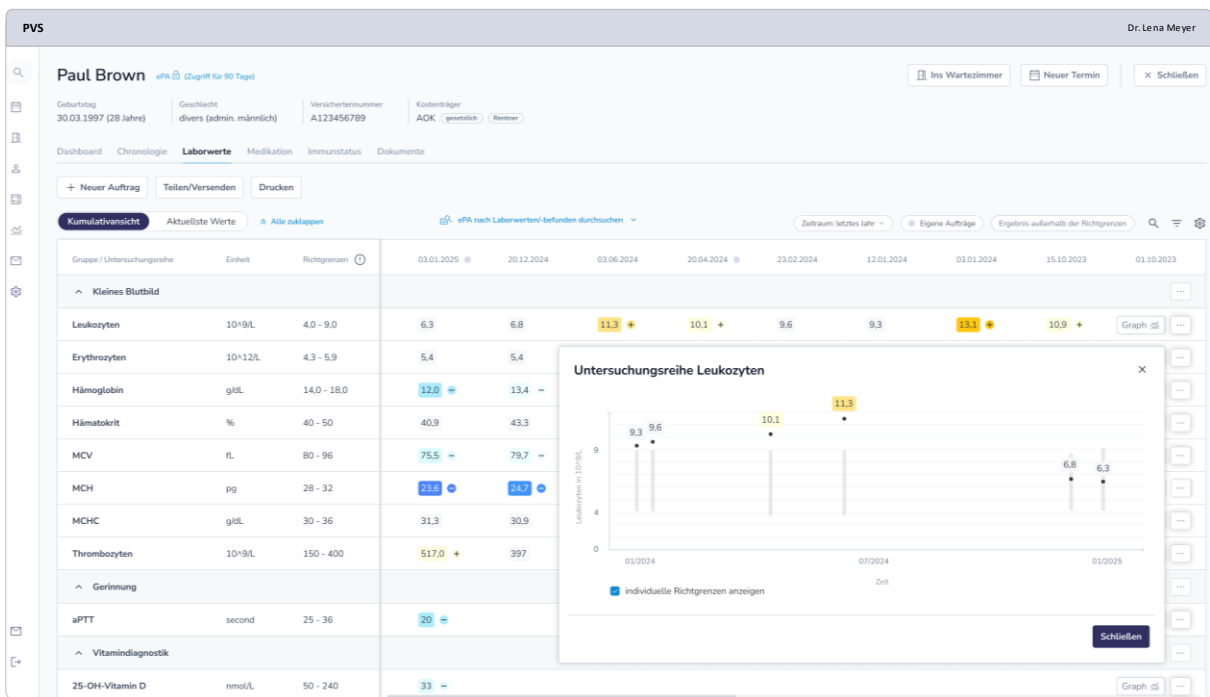 PVS
Dr. Lena Meyer
Paul Brown ePA (Zugriff für 90 Tage)
Ins Wartezimmer
Neuer Termin
× Schließen
Geburtstag Geschlecht Versichertennummer Kostenträger
30.03.1997 (28 Jahre) divers (admin. männlich) A123456789 AOK gesetzlich Rentner
Dashboard Chronologie Laborwerte Medikation Immunstatus Dokumente
+ Neuer Auftrag Teilen/Versenden Drucken
Kumulativansicht Aktuellste Werte Alle zuklappen ePA nach Laborwerten/-befunden durchsuchen Zeitraum: letztes Jahr Eigene Aufträge Ergebnis außerhalb der Richtgrenzen
Gruppe / Untersuchungsreihe Einheit Richtgrenzen 03.01.2025 20.12.2024 03.06.2024 20.04.2024 23.02.2024 12.01.2024 03.01.2024 15.10.2023 01.10.2023
Kleines Blutbild ...
Leukozyten 10^9/L 4,0 - 9,0 6,3 6,8 11,3 + 10,1 + 9,6 9,3 13,1 + 10,9 + Graph ...
Erythrozyten 10^12/L 4,3 - 5,9 5,4 5,4 ...
Hämoglobin g/dL 14,0 - 18,0 12,0 − 13,4 − ...
Hämatokrit % 40 - 50 40,9 43,3 ...
MCV fL 80 - 96 75,5 − 79,7 − ...
MCH pg 28 - 32 23,6 − 24,7 − ...
MCHC g/dL 30 - 36 31,3 30,9 ...
Thrombozyten 10^9/L 150 - 400 517,0 + 397 ...
Gerinnung ...
aPTT second 25 - 36 20 − ...
Vitamindiagnostik ...
25-OH-Vitamin D nmol/L 50 - 240 33 − Graph ...
Untersuchungsreihe Leukozyten ×
Leukozyten in 10^9/L
9
4
0
9,3 9,6 10,1 11,3 6,8 6,3
01/2024 07/2024 01/2025
Zeit
individuelle Richtgrenzen anzeigen
Schließen